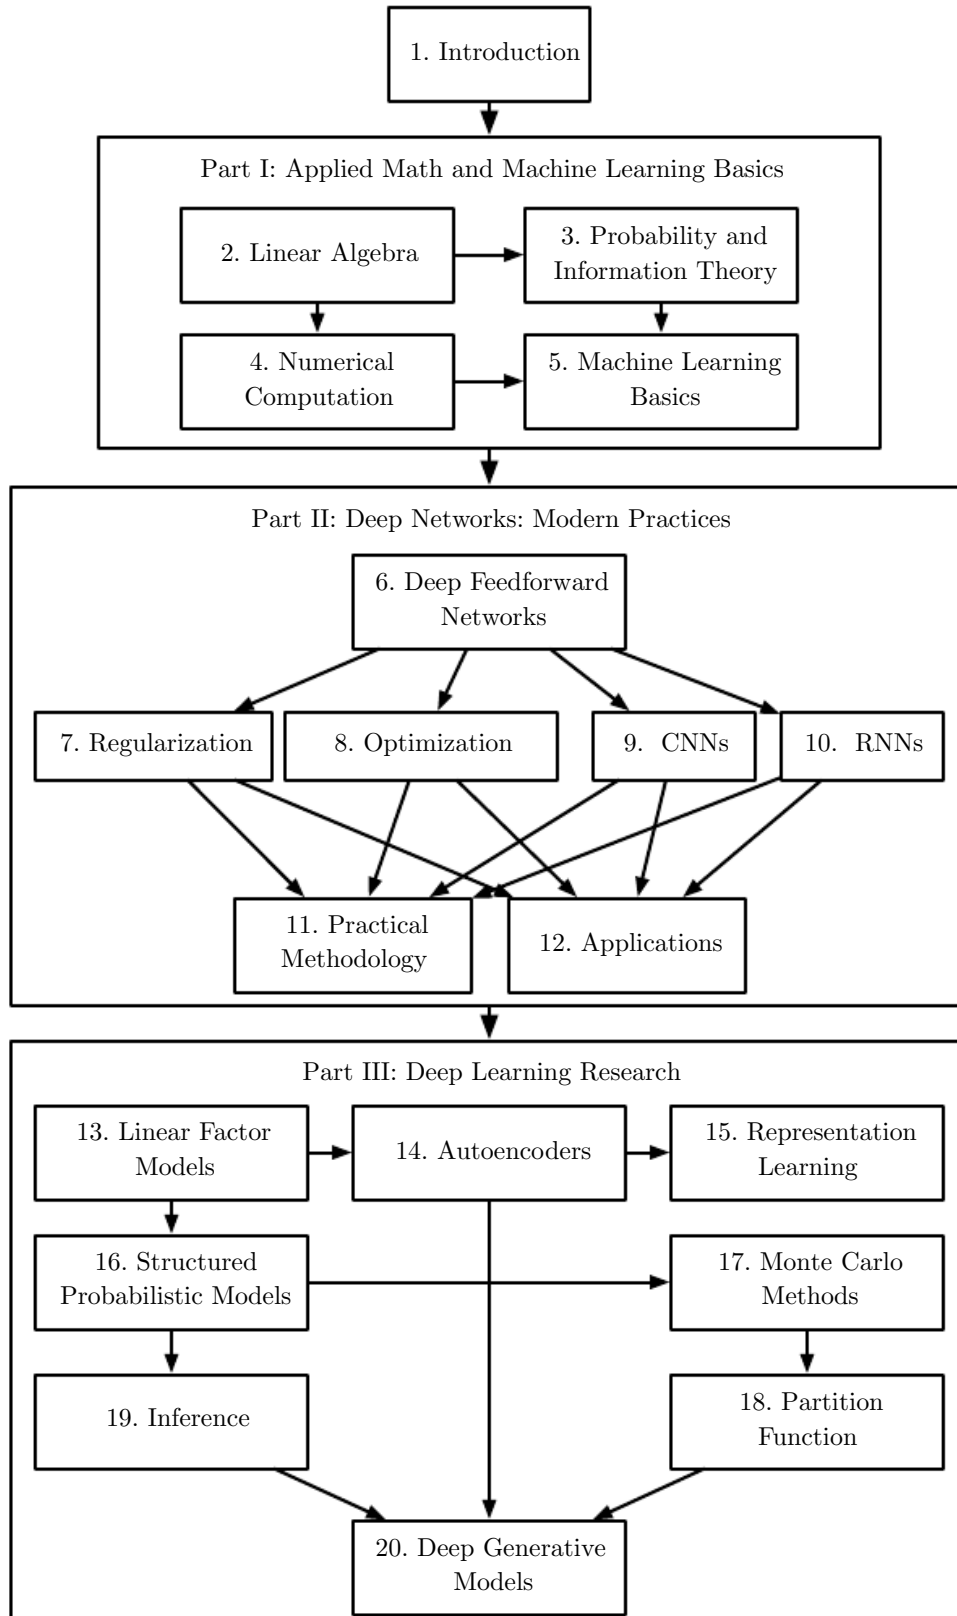 1. Introduction
Part I: Applied Math and Machine Learning Basics
2. Linear Algebra
3. Probability and
Information Theory
4. Numerical
Computation
5. Machine Learning
Basics
Part II: Deep Networks: Modern Practices
6. Deep Feedforward
Networks
7. Regularization
8. Optimization
9. CNNs
10. RNNs
11. Practical
Methodology
12. Applications
Part III: Deep Learning Research
13. Linear Factor
Models
14. Autoencoders
15. Representation
Learning
16. Structured
Probabilistic Models
17. Monte Carlo
Methods
19. Inference
18. Partition
Function
20. Deep Generative
Models